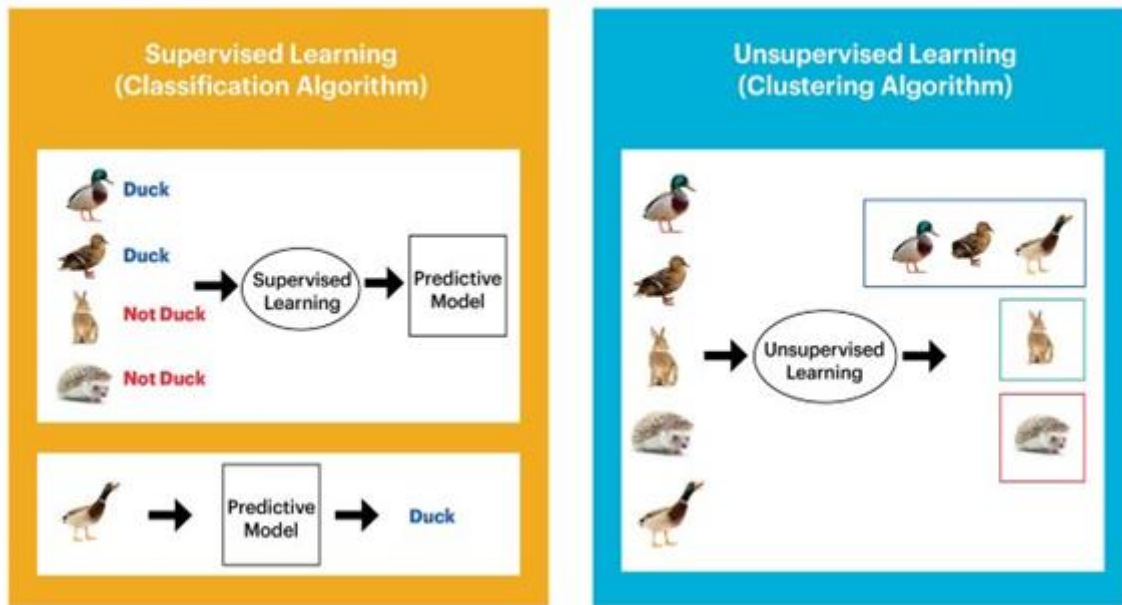 Supervised Learning
(Classification Algorithm)
Duck
Duck
Not Duck
Not Duck
Supervised
Learning
Predictive
Model
Predictive
Model
Duck
Unsupervised Learning
(Clustering Algorithm)
Unsupervised
Learning